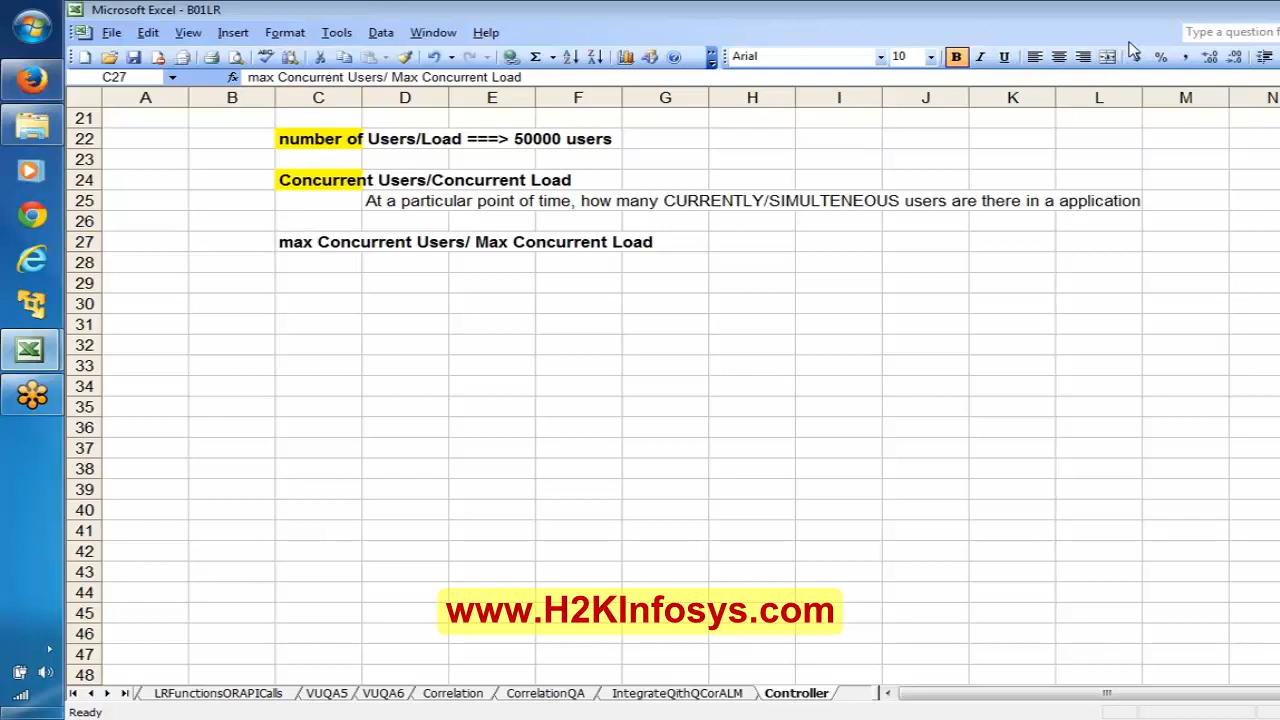 Microsoft Excel - B01LR
File Edit View Insert Format Tools Data Window Help
Type a question f
Arial 10 B I U
C27 fx max Concurrent Users/ Max Concurrent Load
A B C D E F G H I J K L M N
21
22 number of Users/Load ===> 50000 users
23
24 Concurrent Users/Concurrent Load
25 At a particular point of time, how many CURRENTLY/SIMULTENEOUS users are there in a application
26
27 max Concurrent Users/ Max Concurrent Load
28
29
30
31
32
33
34
35
36
37
38
39
40
41
42
43
44
www.H2KInfosys.com
45
46
47
48
LRFunctionsORAPICalls VUQA5 VUQA6 Correlation CorrelationQA IntegrateQithQCorALM Controller
Ready